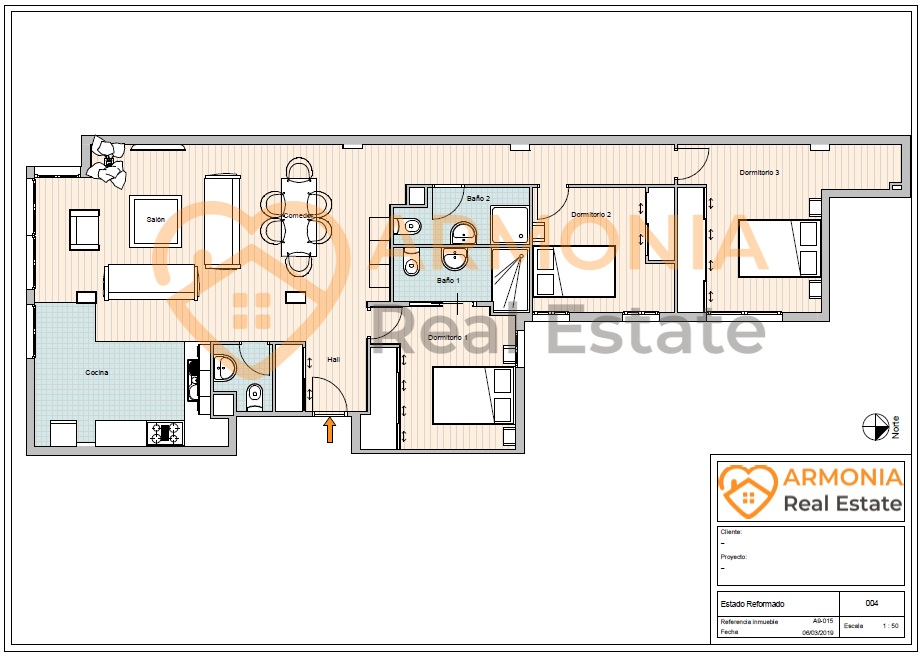 Dormitorio 3
Baño 2
Dormitorio 2
Salón
Comedor
ARMONIA
Real Estate
Baño 1
Dormitorio 1
Hall
Cocina
Norte
ARMONIA
Real Estate
Cliente:
–
Proyecto:
–
Estado Reformado
004
Referencia inmueble
A9-015
Fecha
06/03/2019
Escala
1 : 50